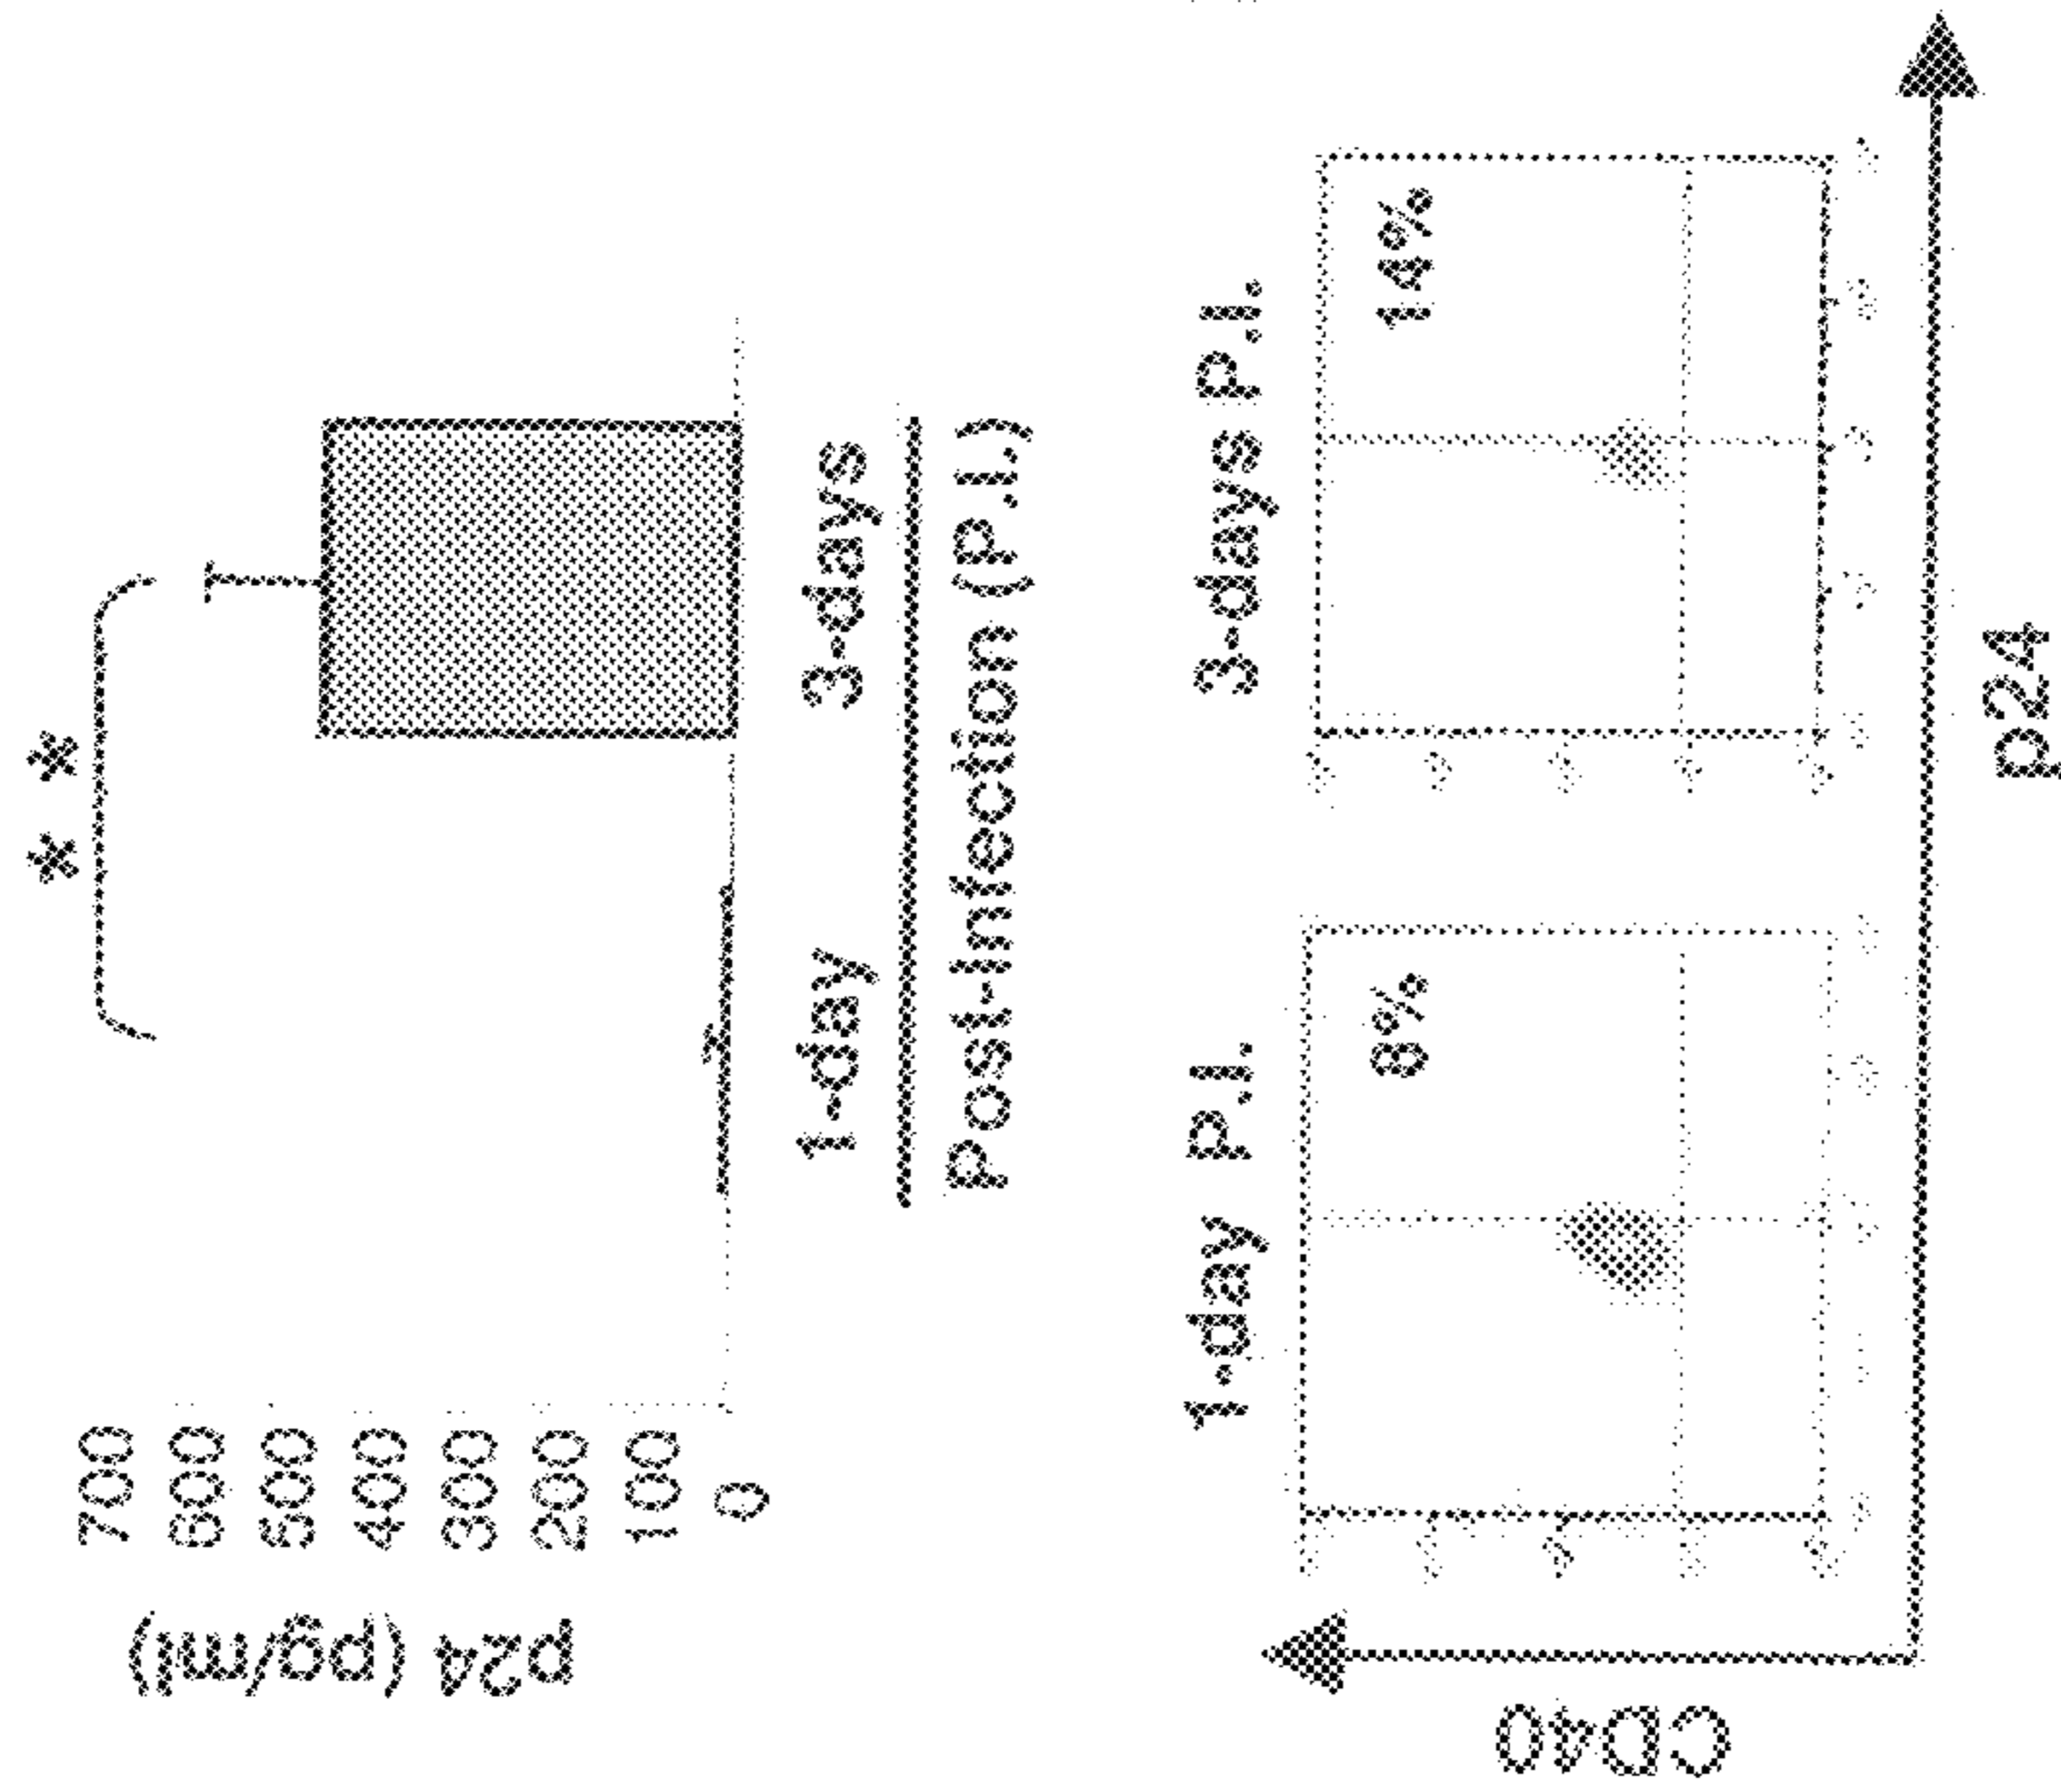 * *
p24 (pg/ml)
700
600
500
400
300
200
100
0
1-day 3-days
Post-Infection (P.I.)
1-day P.I. 3-days P.I.
8% 14%
CD40
p24